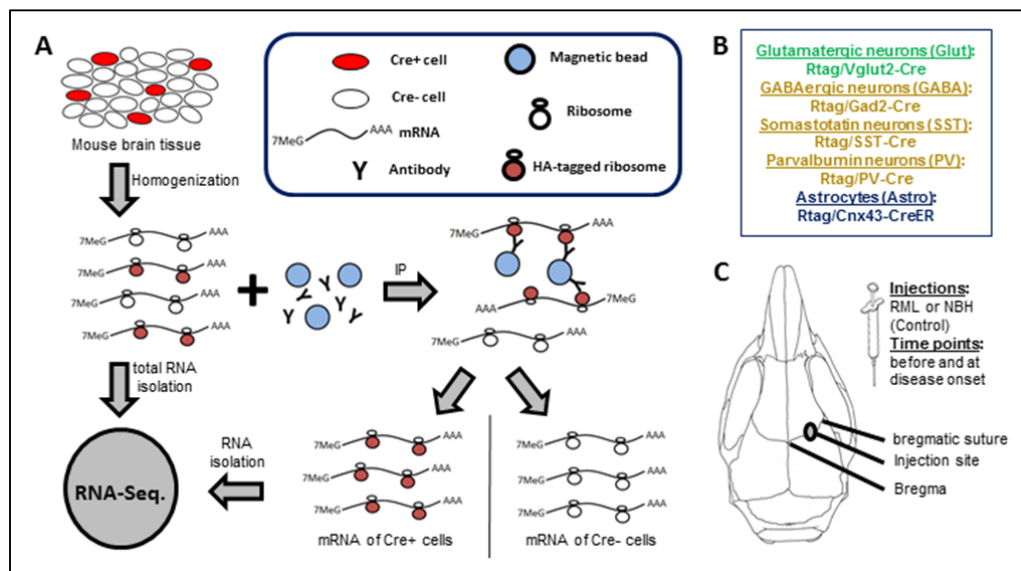 A
Mouse brain tissue
Homogenization
7MeG
AAA
7MeG
AAA
7MeG
AAA
7MeG
AAA
total RNA
isolation
RNA-Seq.
Cre+ cell
Cre- cell
7MeG
AAA
mRNA
Antibody
Magnetic bead
Ribosome
HA-tagged ribosome
IP
7MeG
AAA
AAA
7MeG
7MeG
AAA
RNA
isolation
7MeG
AAA
7MeG
AAA
7MeG
AAA
mRNA of Cre+ cells
7MeG
AAA
7MeG
AAA
7MeG
AAA
mRNA of Cre- cells
B
Glutamatergic neurons (Glut):
Rtag/Vglut2-Cre
GABAergic neurons (GABA):
Rtag/Gad2-Cre
Somastotatin neurons (SST):
Rtag/SST-Cre
Parvalbumin neurons (PV):
Rtag/PV-Cre
Astrocytes (Astro):
Rtag/Cnx43-CreER
C
Injections:
RML or NBH
(Control)
Time points:
before and at
disease onset
bregmatic suture
Injection site
Bregma